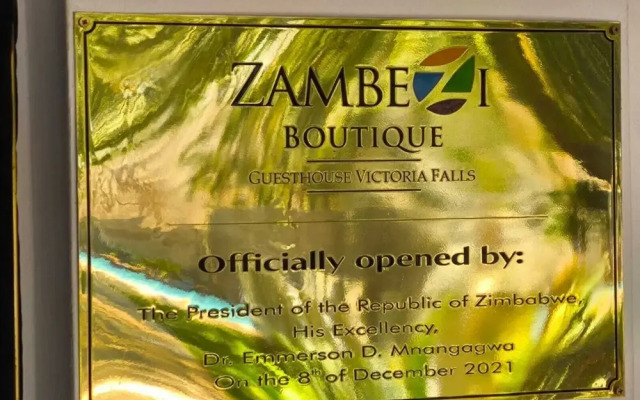 ZAMBEZI
BOUTIQUE
GUESTHOUSE VICTORIA FALLS
Officially opened by:
The President of the Republic of Zimbabwe,
His Excellency,
Dr. Emmerson D. Mnangagwa
On the 8th of December 2021